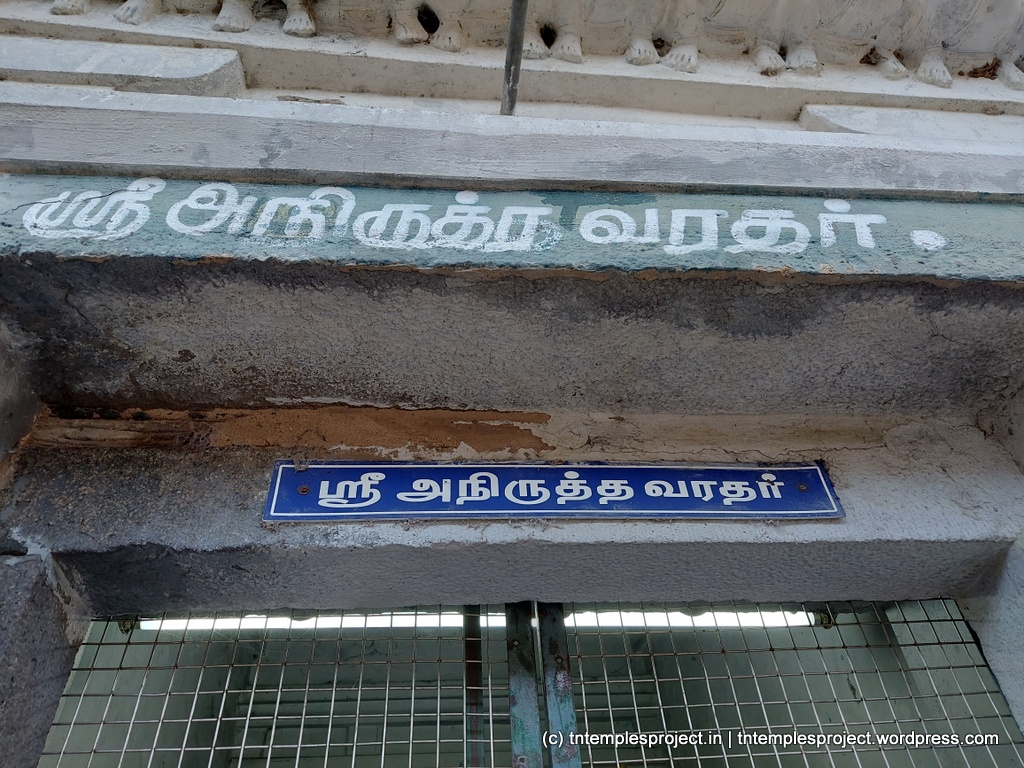 ஸ்ரீ அநிருக்ர வரதர்.
ஸ்ரீ அநிருத்த வரதர்
(c) tntemplesproject.in | tntemplesproject.wordpress.com